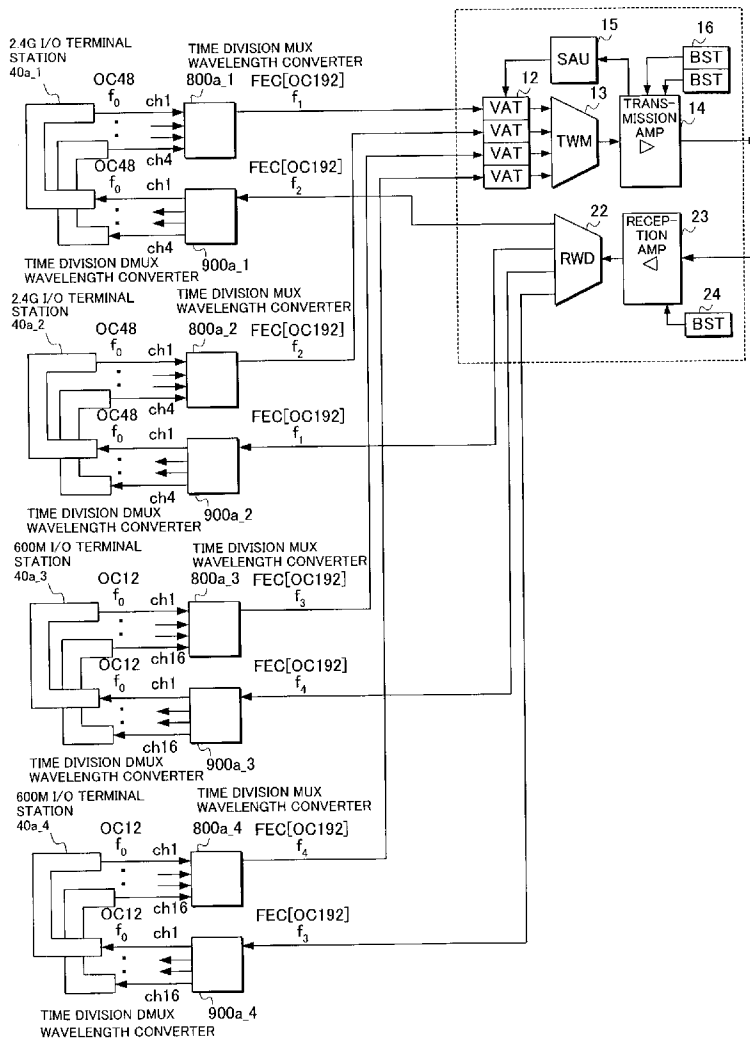 2.4G I/O TERMINAL
STATION
40a_1
OC48
f0
ch1
ch4
TIME DIVISION MUX
WAVELENGTH CONVERTER
800a_1
FEC[OC192]
f1
OC48
f0
ch1
ch4
FEC[OC192]
f2
TIME DIVISION DMUX
WAVELENGTH CONVERTER
900a_1
2.4G I/O TERMINAL
STATION
40a_2
OC48
f0
ch1
ch4
TIME DIVISION MUX
WAVELENGTH CONVERTER
800a_2
FEC[OC192]
f2
OC48
f0
ch1
ch4
FEC[OC192]
f1
TIME DIVISION DMUX
WAVELENGTH CONVERTER
900a_2
600M I/O TERMINAL
STATION
40a_3
OC12
f0
ch1
ch16
TIME DIVISION MUX
WAVELENGTH CONVERTER
800a_3
FEC[OC192]
f3
OC12
f0
ch1
ch16
FEC[OC192]
f4
TIME DIVISION DMUX
WAVELENGTH CONVERTER
900a_3
600M I/O TERMINAL
STATION
40a_4
OC12
f0
ch1
ch16
TIME DIVISION MUX
WAVELENGTH CONVERTER
800a_4
FEC[OC192]
f4
OC12
f0
ch1
ch16
FEC[OC192]
f3
TIME DIVISION DMUX
WAVELENGTH CONVERTER
900a_4
15
SAU
16
BST
BST
12
VAT
VAT
VAT
VAT
13
TWM
TRANS-
MISSION
AMP
14
22
RWD
RECEP-
TION
AMP
23
24
BST